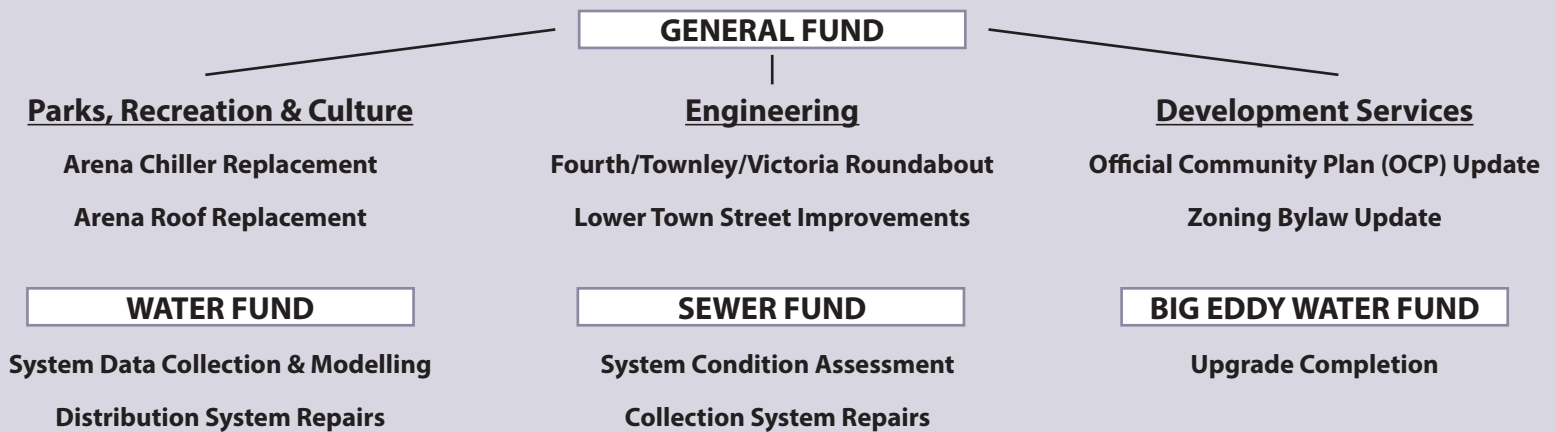 GENERAL FUND
Parks, Recreation & Culture
Arena Chiller Replacement
Arena Roof Replacement
Engineering
Fourth/Townley/Victoria Roundabout
Lower Town Street Improvements
Development Services
Official Community Plan (OCP) Update
Zoning Bylaw Update
WATER FUND
System Data Collection & Modelling
Distribution System Repairs
SEWER FUND
System Condition Assessment
Collection System Repairs
BIG EDDY WATER FUND
Upgrade Completion